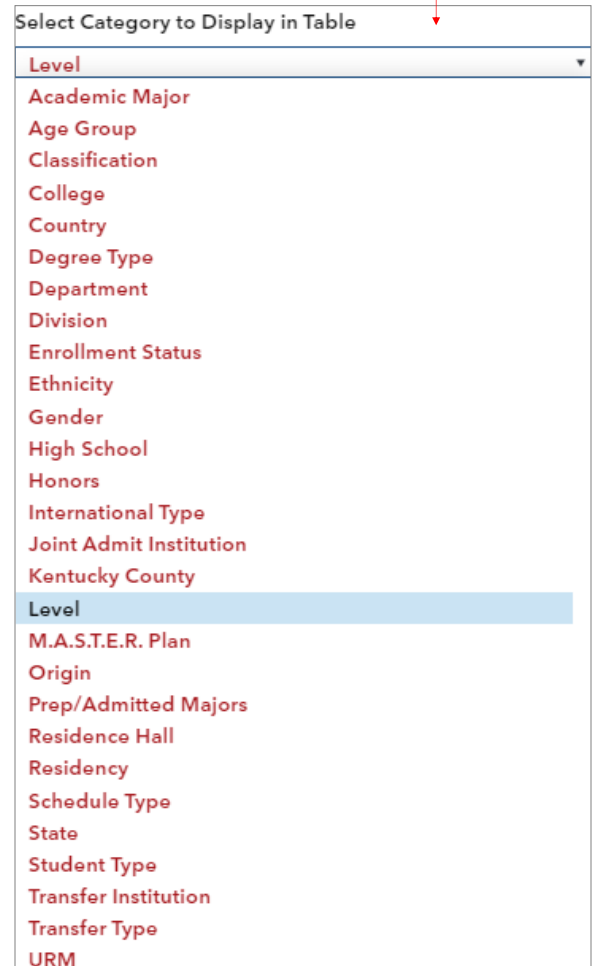 Select Category to Display in Table
Level
Academic Major
Age Group
Classification
College
Country
Degree Type
Department
Division
Enrollment Status
Ethnicity
Gender
High School
Honors
International Type
Joint Admit Institution
Kentucky County
Level
M.A.S.T.E.R. Plan
Origin
Prep/Admitted Majors
Residence Hall
Residency
Schedule Type
State
Student Type
Transfer Institution
Transfer Type
URM